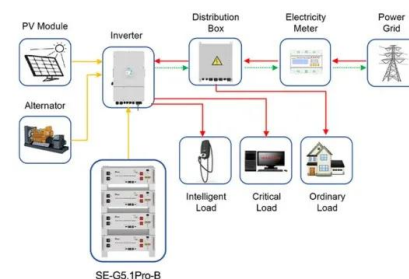 PV Module
Inverter
Distribution
Box
Electricity
Meter
Power
Grid
Alternator
Intelligent
Load
Critical
Load
Ordinary
Load
SE-G5.1Pro-B